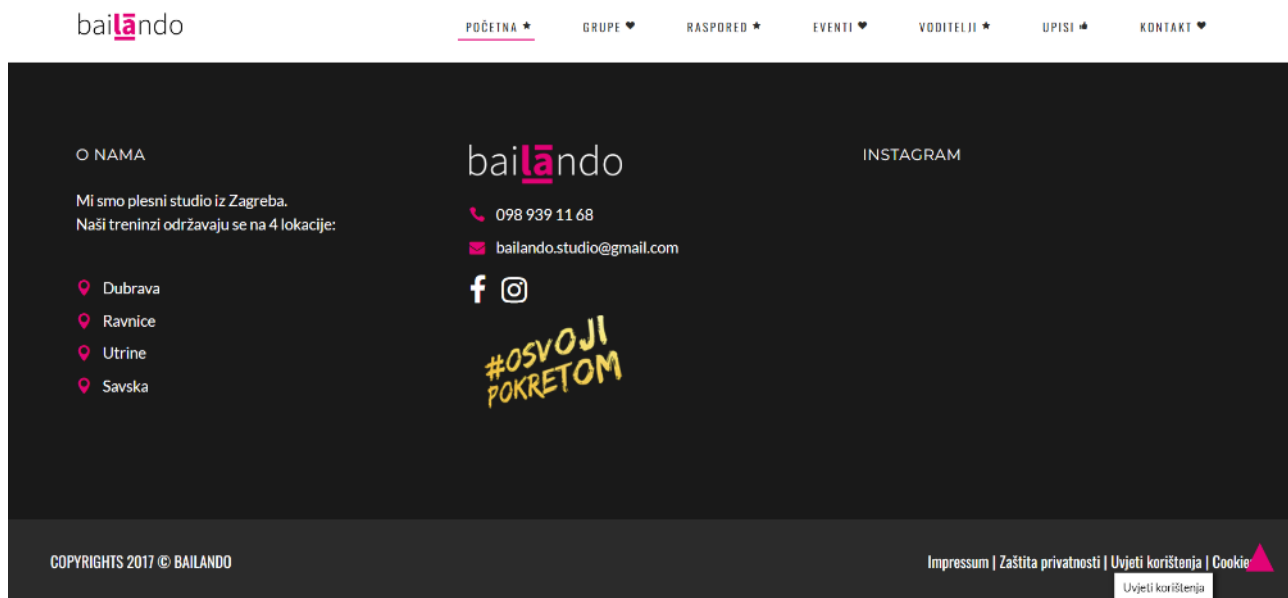 bailāndo
POČETNA ★ GRUPE ♥ RASPORED ★ EVENTI ♥ VODITELJI ★ UPISI 👍 KONTAKT ♥
O NAMA
Mi smo plesni studio iz Zagreba.
Naši treninzi održavaju se na 4 lokacije:
Dubrava
Ravnice
Utrine
Savska
bailāndo
098 939 11 68
bailando.studio@gmail.com
#OSVOJI
POKRETOM
INSTAGRAM
COPYRIGHTS 2017 © BAILANDO
Impressum | Zaštita privatnosti | Uvjeti korištenja | Cookie
Uvjeti korištenja